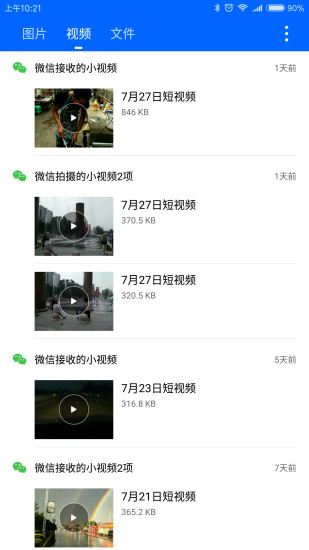 上午10:21
90%
图片
视频
文件
微信接收的小视频
1天前
7月27日短视频
846 KB
微信拍摄的小视频2项
1天前
7月27日短视频
370.5 KB
7月27日短视频
320.5 KB
微信接收的小视频
5天前
7月23日短视频
316.8 KB
微信接收的小视频2项
7天前
7月21日短视频
365.2 KB